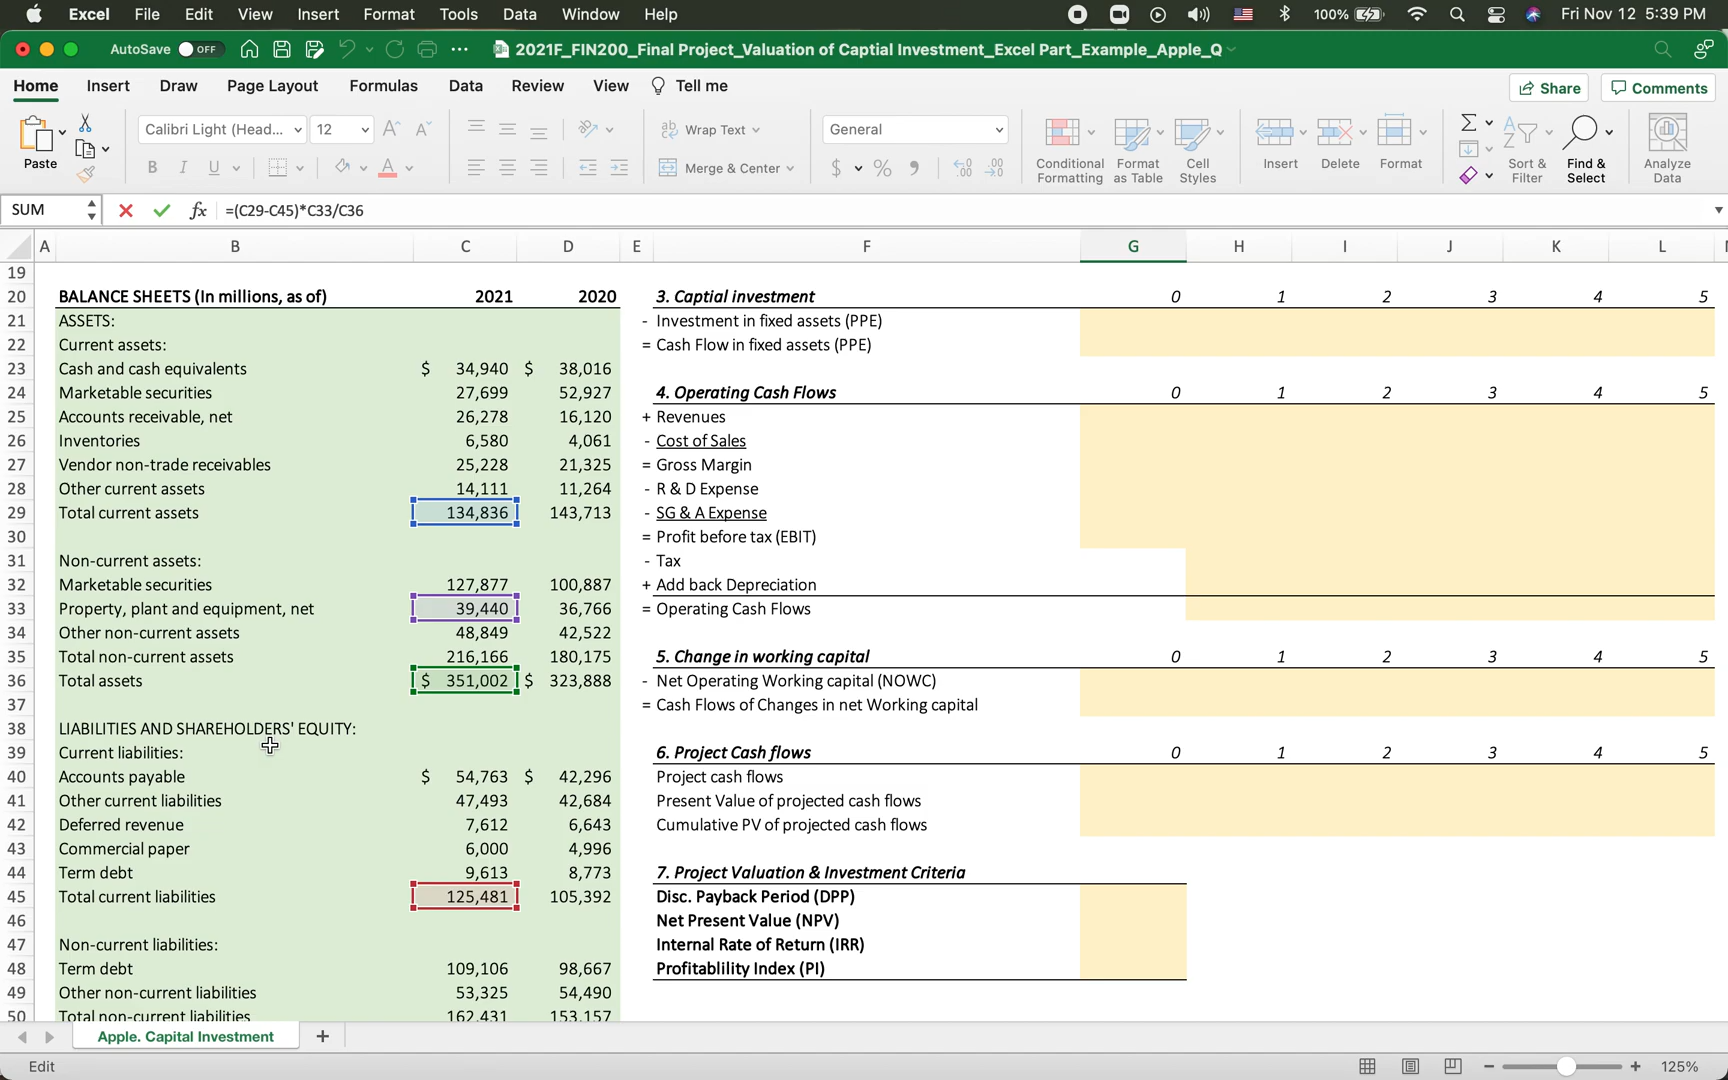 Excel File Edit View Insert Format Tools Data Window Help 100% Fri Nov 12 5:39 PM
AutoSave OFF 2021F_FIN200_Final Project_Valuation of Captial Investment_Excel Part_Example_Apple_Q
Home Insert Draw Page Layout Formulas Data Review View Tell me Share Comments
Paste Calibri Light (Head... 12 Wrap Text General
B I U Merge & Center $ %
Conditional Formatting Format as Table Cell Styles Insert Delete Format Sort & Filter Find & Select Analyze Data
SUM fx =(C29-C45)*C33/C36
A B C D E F G H I J K L
19
20 BALANCE SHEETS (In millions, as of) 2021 2020 3. Captial investment 0 1 2 3 4 5
21 ASSETS: - Investment in fixed assets (PPE)
22 Current assets: = Cash Flow in fixed assets (PPE)
23 Cash and cash equivalents $ 34,940 $ 38,016
24 Marketable securities 27,699 52,927 4. Operating Cash Flows 0 1 2 3 4 5
25 Accounts receivable, net 26,278 16,120 + Revenues
26 Inventories 6,580 4,061 - Cost of Sales
27 Vendor non-trade receivables 25,228 21,325 = Gross Margin
28 Other current assets 14,111 11,264 - R & D Expense
29 Total current assets 134,836 143,713 - SG & A Expense
30 = Profit before tax (EBIT)
31 Non-current assets: - Tax
32 Marketable securities 127,877 100,887 + Add back Depreciation
33 Property, plant and equipment, net 39,440 36,766 = Operating Cash Flows
34 Other non-current assets 48,849 42,522
35 Total non-current assets 216,166 180,175 5. Change in working capital 0 1 2 3 4 5
36 Total assets $ 351,002 $ 323,888 - Net Operating Working capital (NOWC)
37 = Cash Flows of Changes in net Working capital
38 LIABILITIES AND SHAREHOLDERS' EQUITY:
39 Current liabilities: 6. Project Cash flows 0 1 2 3 4 5
40 Accounts payable $ 54,763 $ 42,296 Project cash flows
41 Other current liabilities 47,493 42,684 Present Value of projected cash flows
42 Deferred revenue 7,612 6,643 Cumulative PV of projected cash flows
43 Commercial paper 6,000 4,996
44 Term debt 9,613 8,773 7. Project Valuation & Investment Criteria
45 Total current liabilities 125,481 105,392 Disc. Payback Period (DPP)
46 Net Present Value (NPV)
47 Non-current liabilities: Internal Rate of Return (IRR)
48 Term debt 109,106 98,667 Profitablility Index (PI)
49 Other non-current liabilities 53,325 54,490
50 Total non-current liabilities 162,431 153,157
Apple. Capital Investment +
Edit 125%